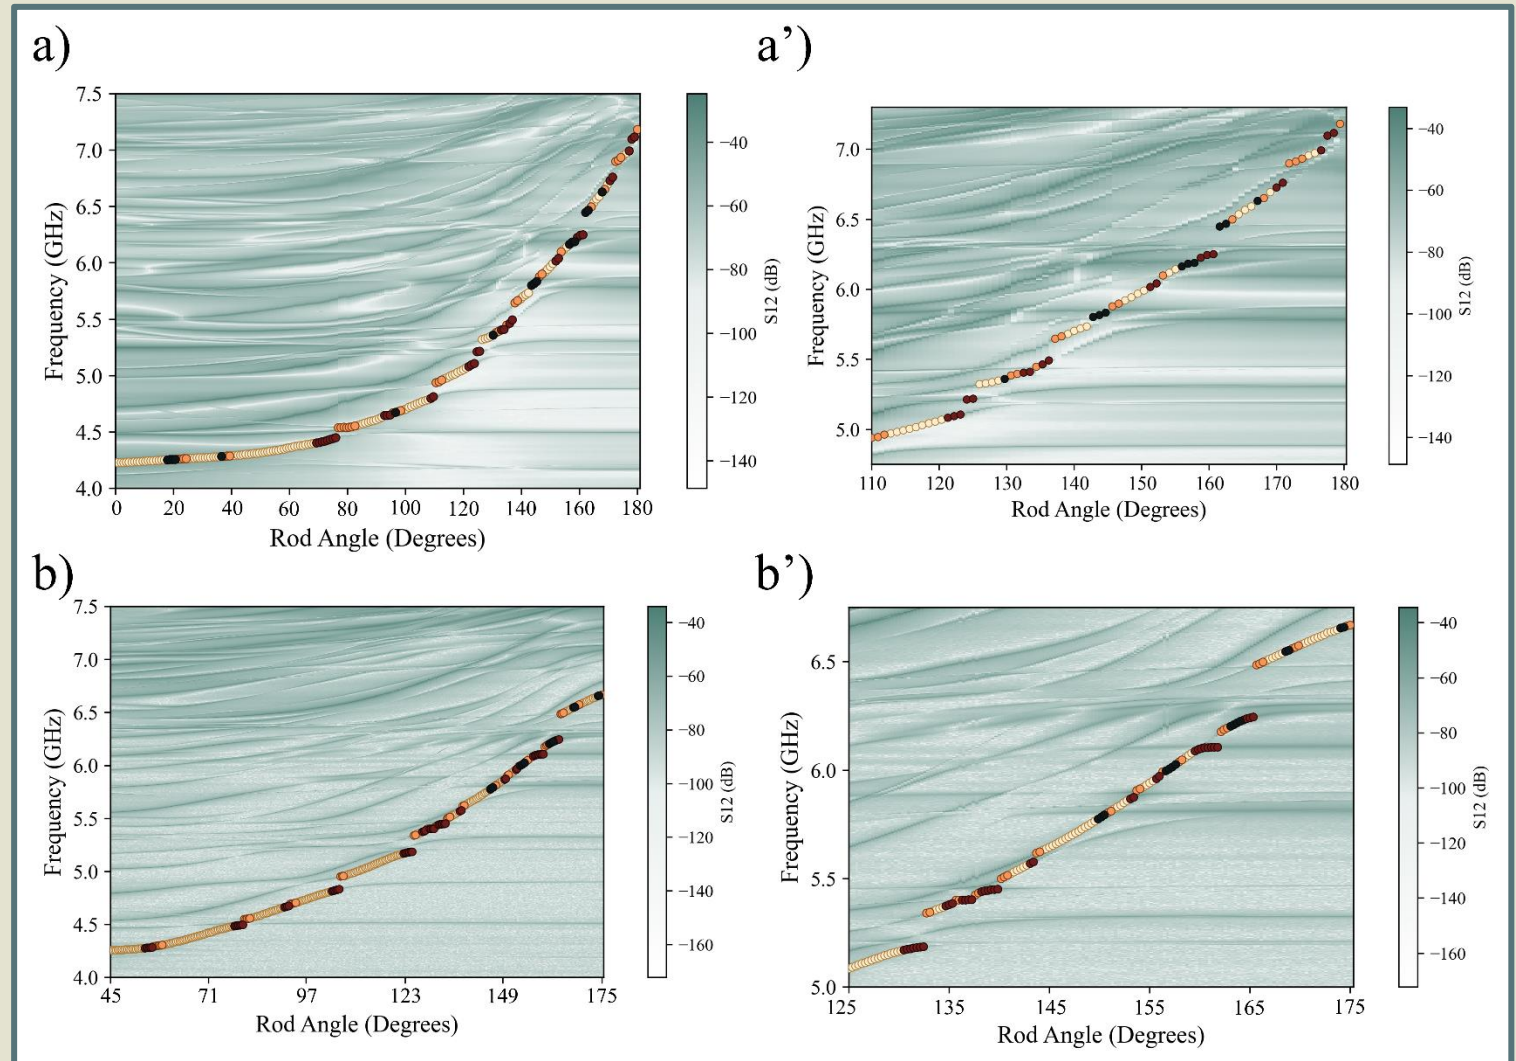 a)
7.5
7.0
6.5
6.0
5.5
5.0
4.5
4.0
Frequency (GHz)
0 20 40 60 80 100 120 140 160 180
Rod Angle (Degrees)
−40
−60
−80
−100
−120
−140
S12 (dB)
a’)
7.0
6.5
6.0
5.5
5.0
Frequency (GHz)
110 120 130 140 150 160 170 180
Rod Angle (Degrees)
−40
−60
−80
−100
−120
−140
S12 (dB)
b)
7.5
7.0
6.5
6.0
5.5
5.0
4.5
4.0
Frequency (GHz)
45 71 97 123 149 175
Rod Angle (Degrees)
−40
−60
−80
−100
−120
−140
−160
S12 (dB)
b’)
6.5
6.0
5.5
5.0
Frequency (GHz)
125 135 145 155 165 175
Rod Angle (Degrees)
−40
−60
−80
−100
−120
−140
−160
S12 (dB)